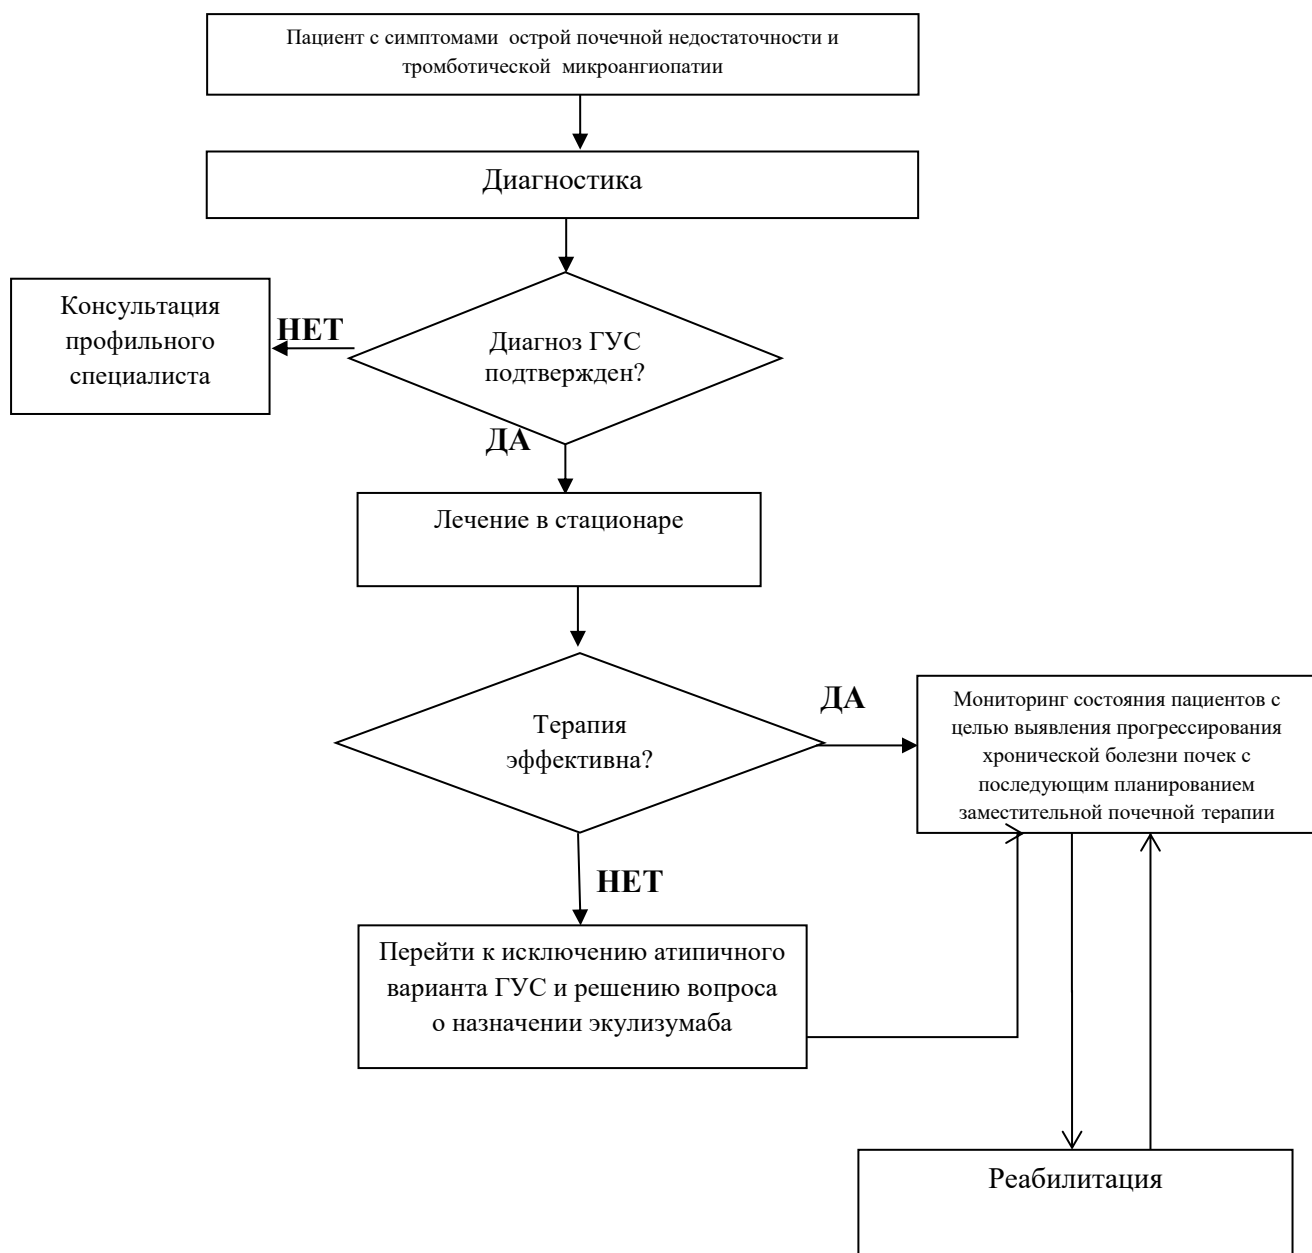 Пациент с симптомами острой почечной недостаточности и
тромботической микроангиопатии
Диагностика
Консультация
профильного
специалиста
НЕТ
Диагноз ГУС
подтвержден?
ДА
Лечение в стационаре
Терапия
эффективна?
ДА
Мониторинг состояния пациентов с
целью выявления прогрессирования
хронической болезни почек с
последующим планированием
заместительной почечной терапии
НЕТ
Перейти к исключению атипичного
варианта ГУС и решению вопроса
о назначении экулизумаба
Реабилитация